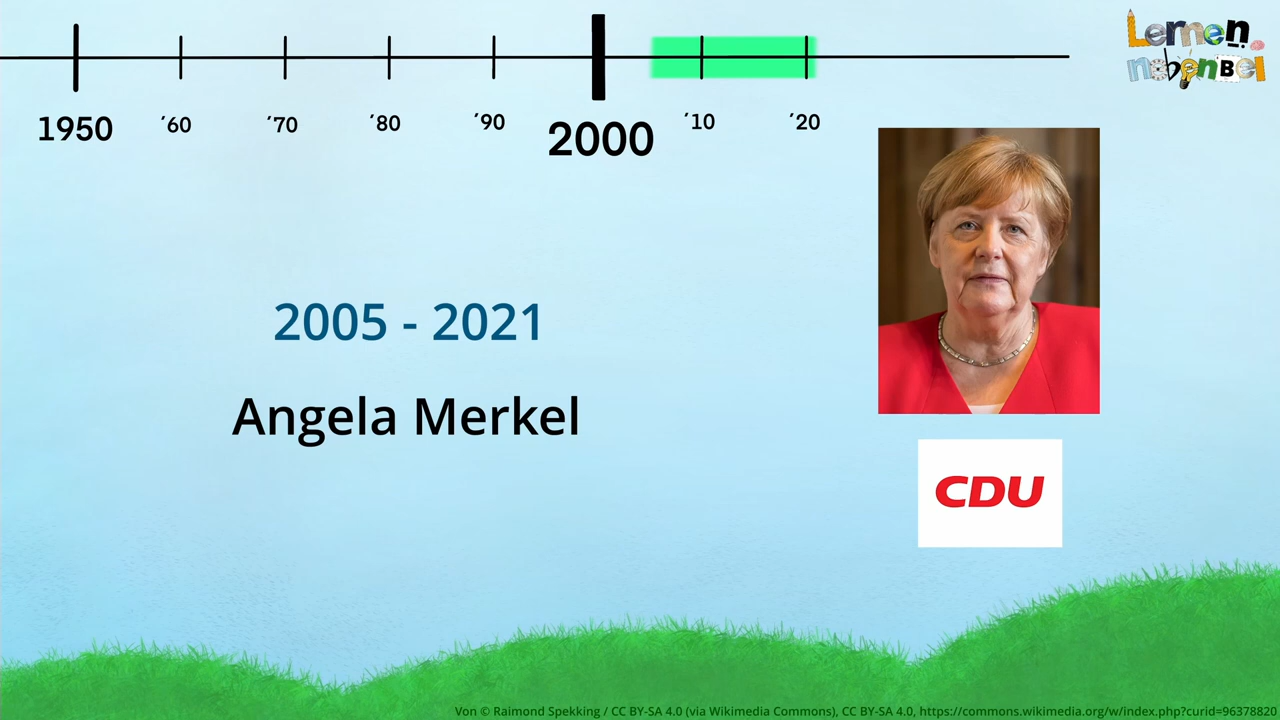 Lernen
nebenbei
1950 ´60 ´70 ´80 ´90 2000 ´10 ´20
2005 - 2021
Angela Merkel
CDU
Von © Raimond Spekking / CC BY-SA 4.0 (via Wikimedia Commons), CC BY-SA 4.0, https://commons.wikimedia.org/w/index.php?curid=96378820